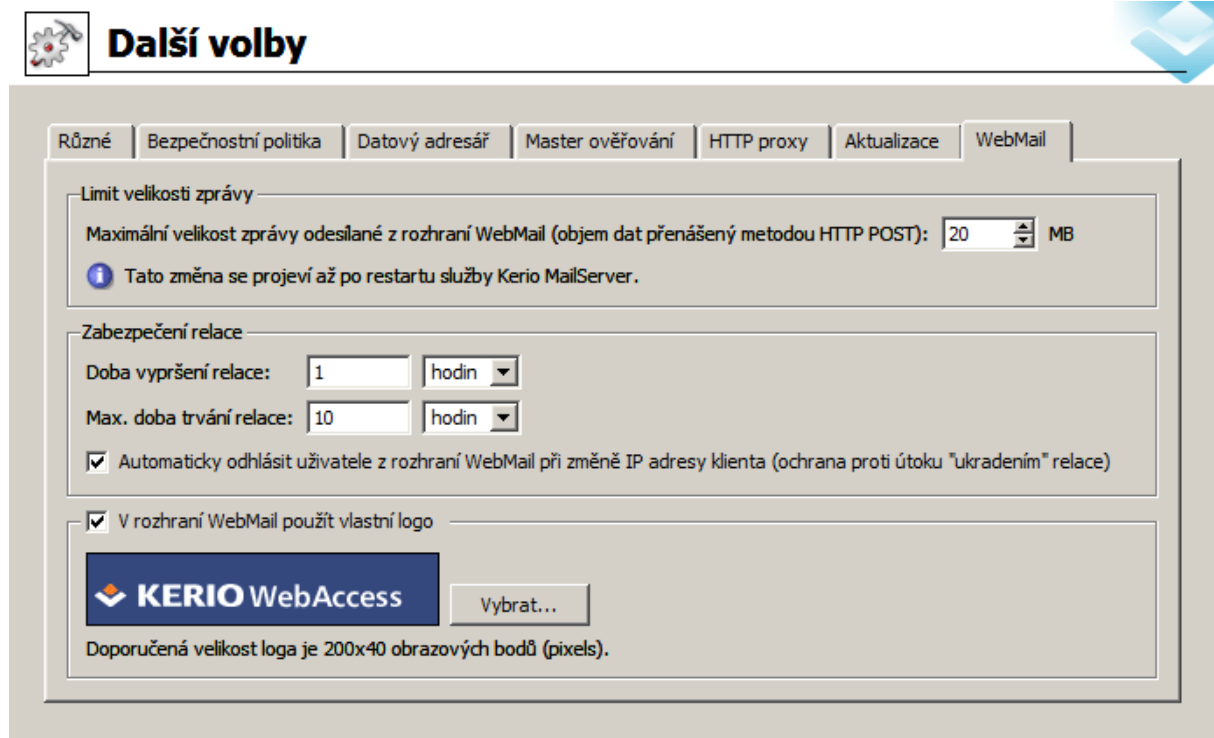 Další volby
Různé Bezpečnostní politika Datový adresář Master ověřování HTTP proxy Aktualizace WebMail
Limit velikosti zprávy
Maximální velikost zprávy odesílané z rozhraní WebMail (objem dat přenášený metodou HTTP POST): 20 MB
Tato změna se projeví až po restartu služby Kerio MailServer.
Zabezpečení relace
Doba vypršení relace: 1 hodin
Max. doba trvání relace: 10 hodin
Automaticky odhlásit uživatele z rozhraní WebMail při změně IP adresy klienta (ochrana proti útoku "ukradením" relace)
V rozhraní WebMail použít vlastní logo
KERIO WebAccess Vybrat...
Doporučená velikost loga je 200x40 obrazových bodů (pixels).